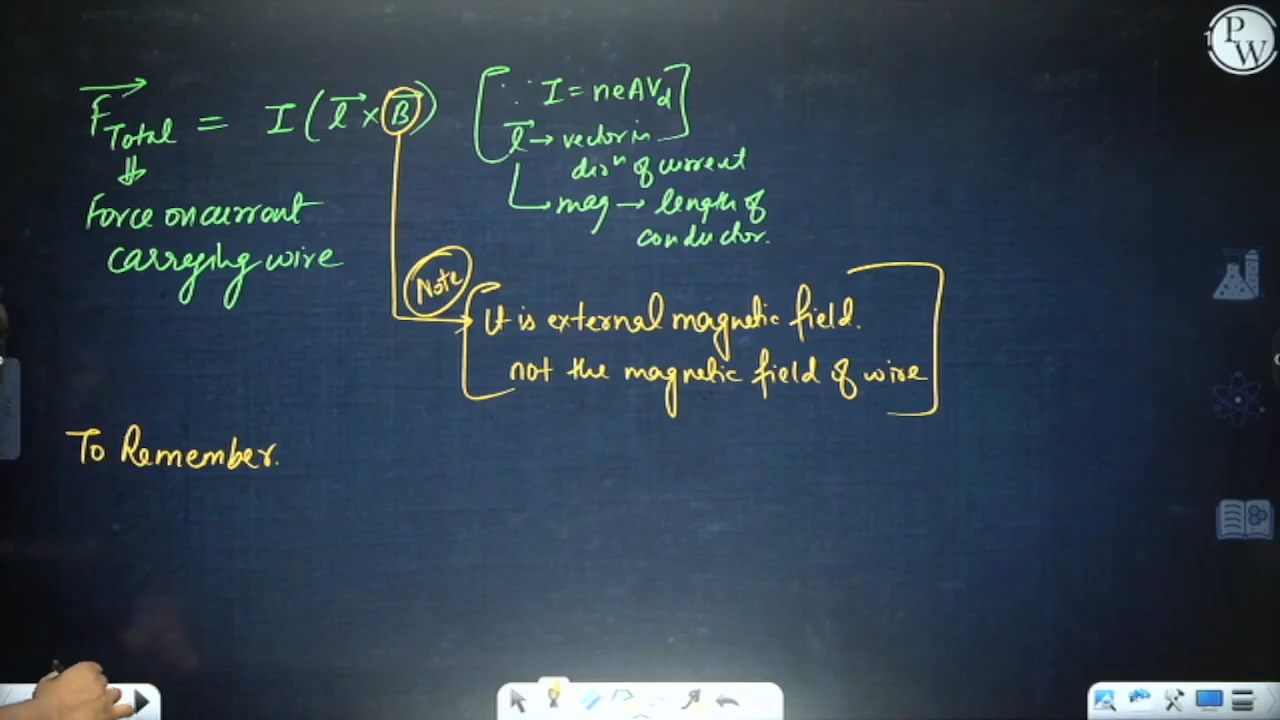 F Total = I ( l × B )
[ ∵ I = neAVd ]
l → vector in
dirⁿ of current
mag → length of
conductor.
⇓
Force on current
carrying wire
Note
It is external magnetic field.
not the magnetic field of wire
To Remember.
P
W